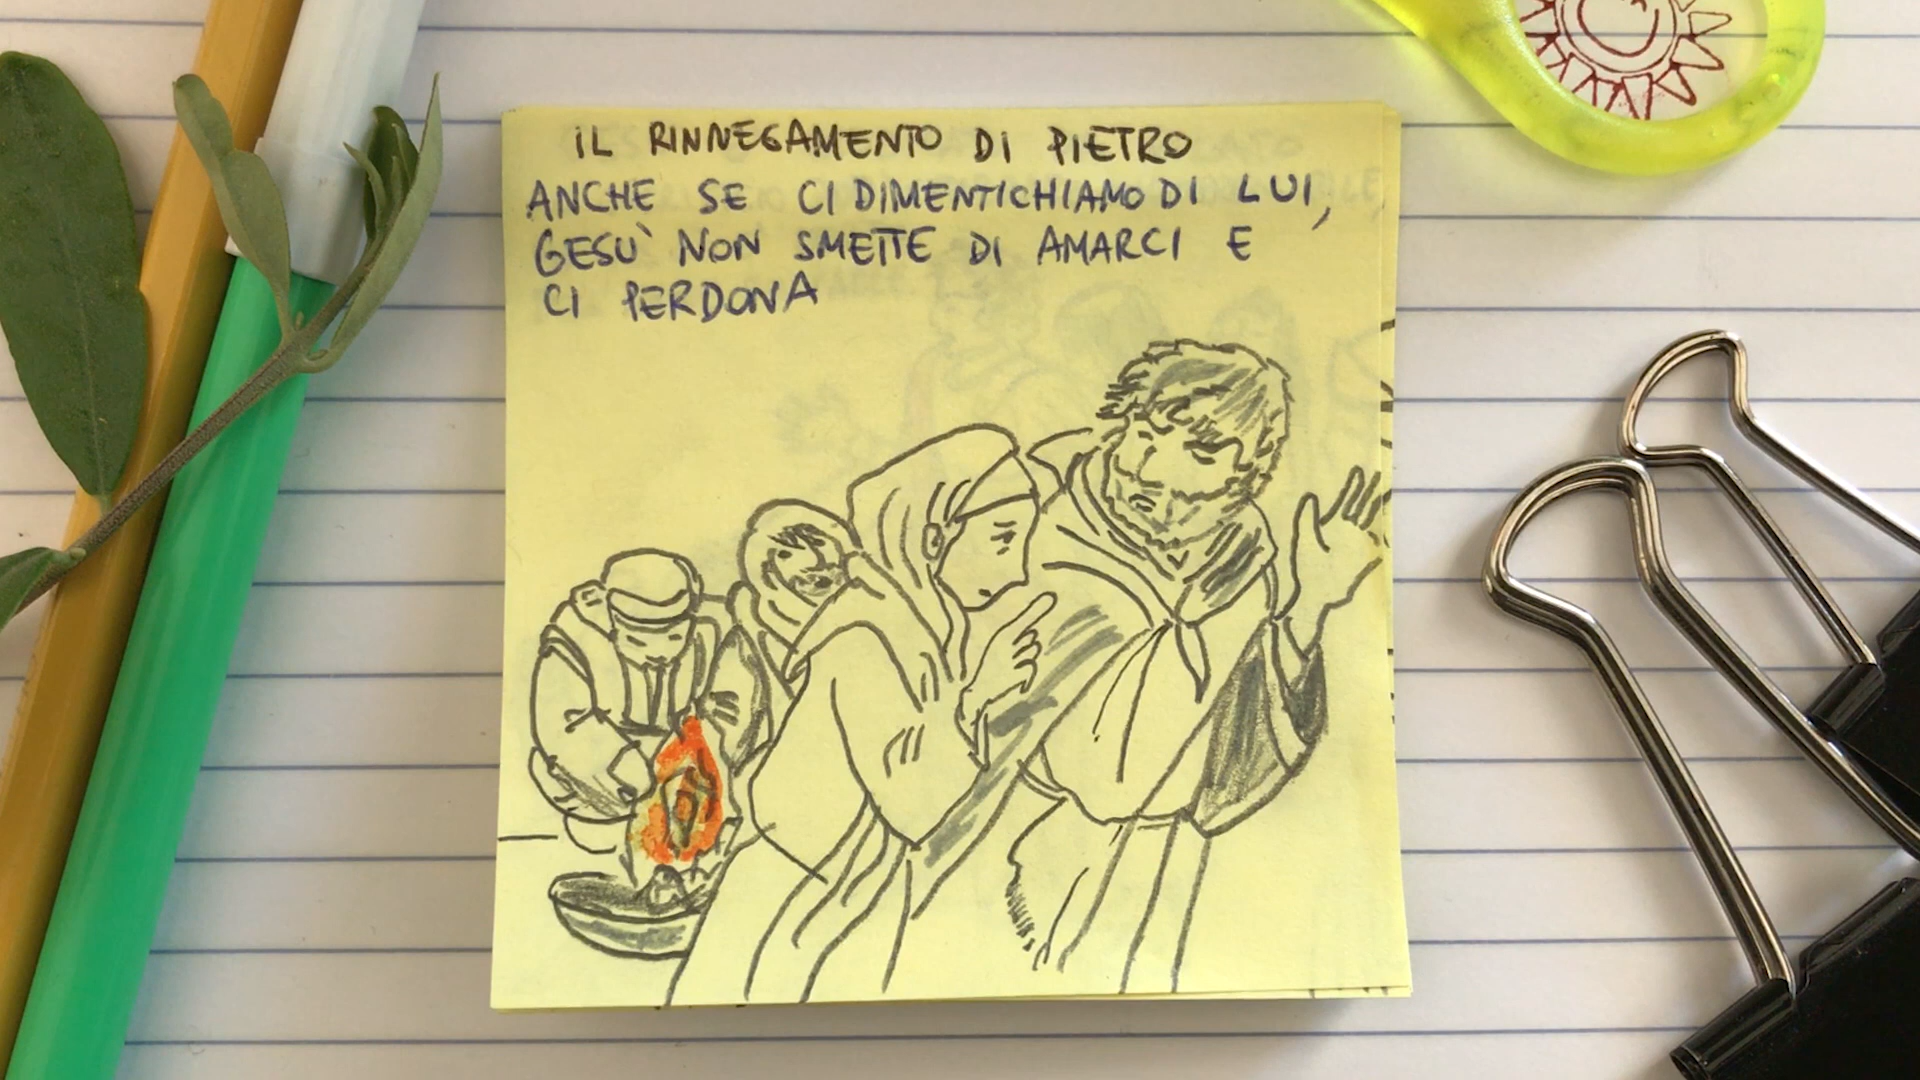 IL RINNEGAMENTO DI PIETRO
ANCHE SE CI DIMENTICHIAMO DI LUI,
GESÙ NON SMETTE DI AMARCI E
CI PERDONA